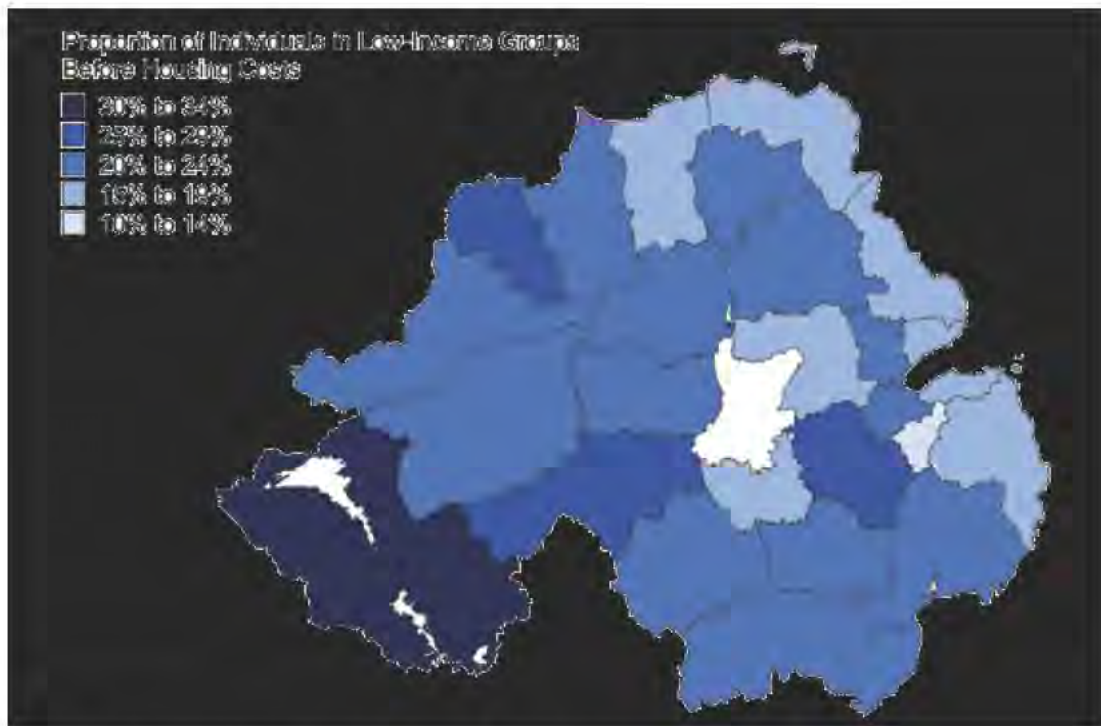 Proportion of Individuals in Low-Income Groups
Before Housing Costs
30% to 34%
25% to 29%
20% to 24%
15% to 19%
10% to 14%